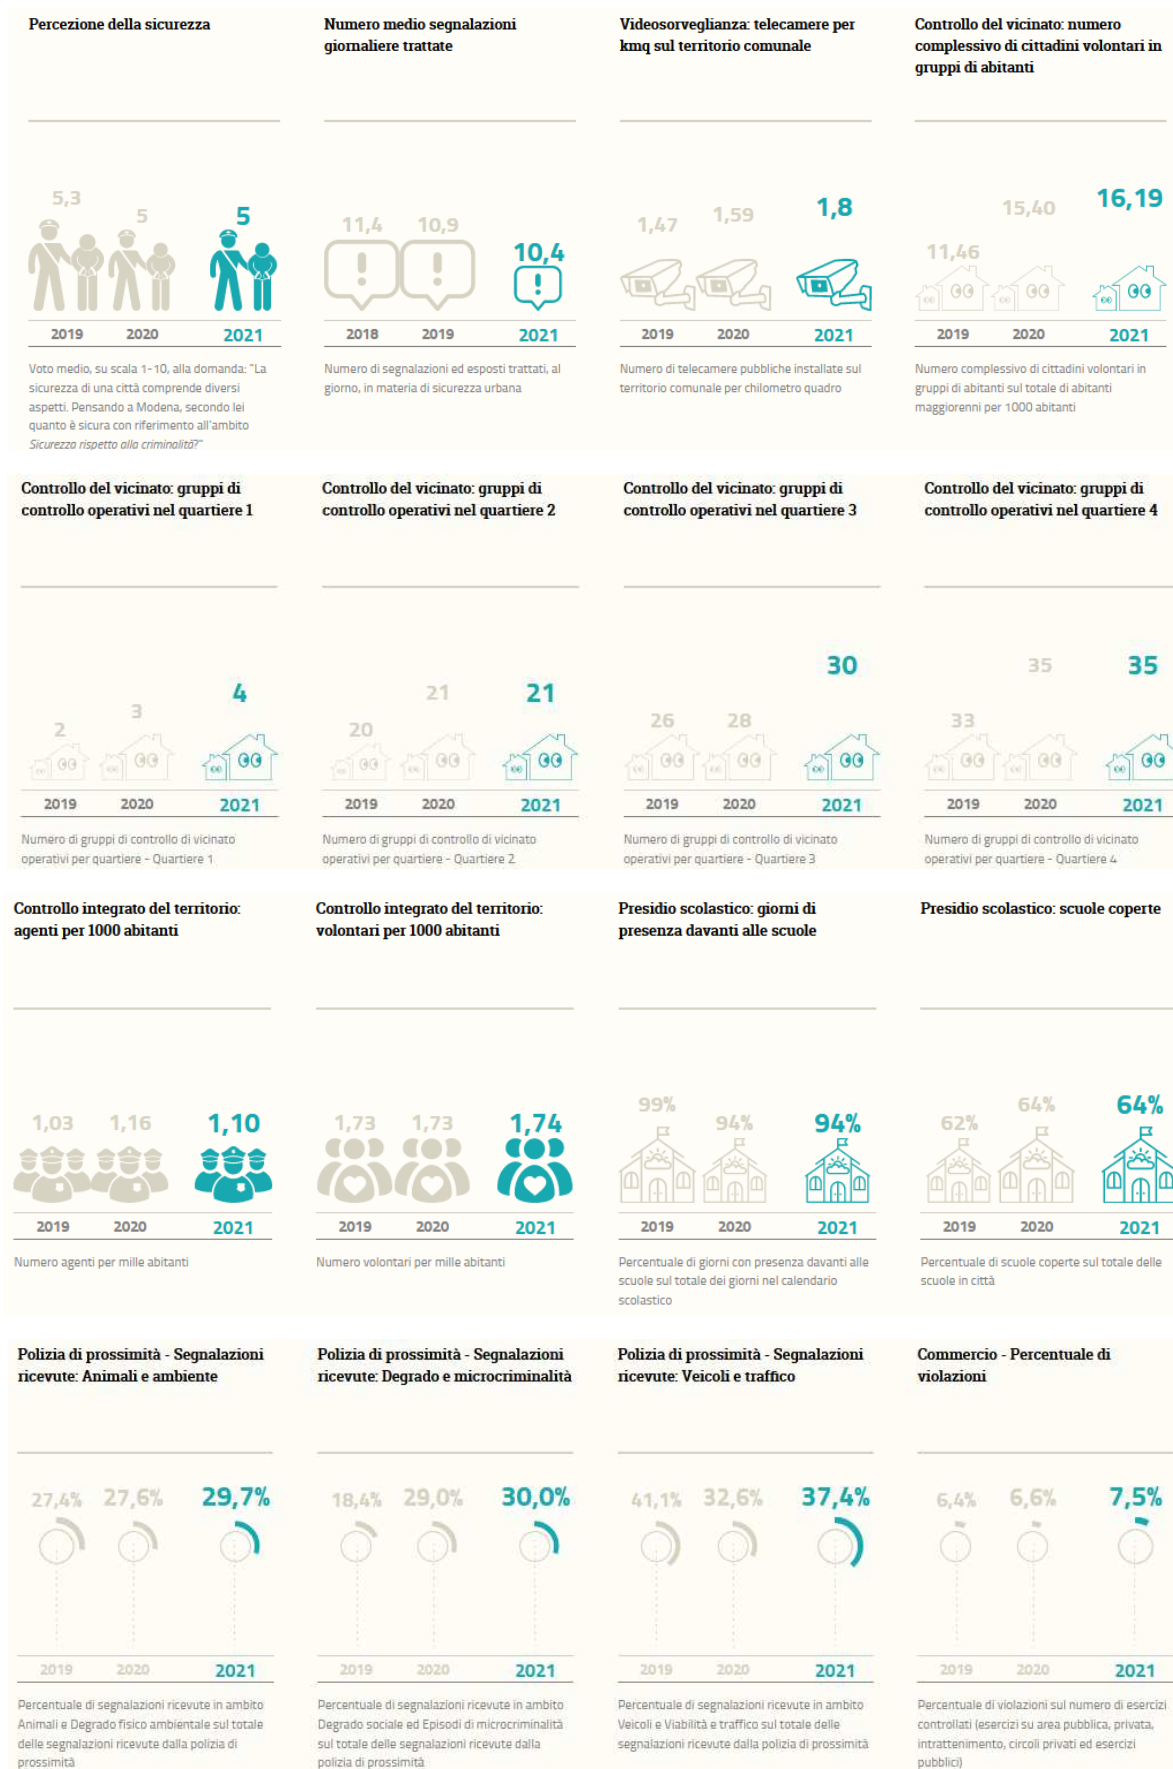 Percezione della sicurezza
5,3
5
5
2019
2020
2021
Voto medio, su scala 1-10, alla domanda: "La
sicurezza di una città comprende diversi
aspetti. Pensando a Modena, secondo lei
quanto è sicura con riferimento all'ambito
Sicurezza rispetto alla criminalità?"
Numero medio segnalazioni
giornaliere trattate
11,4
10,9
10,4
2018
2019
2021
Numero di segnalazioni ed esposti trattati, al
giorno, in materia di sicurezza urbana
Videosorveglianza: telecamere per
kmq sul territorio comunale
1,47
1,59
1,8
2019
2020
2021
Numero di telecamere pubbliche installate sul
territorio comunale per chilometro quadro
Controllo del vicinato: numero
complessivo di cittadini volontari in
gruppi di abitanti
11,46
15,40
16,19
2019
2020
2021
Numero complessivo di cittadini volontari in
gruppi di abitanti sul totale di abitanti
maggiorenni per 1000 abitanti
Controllo del vicinato: gruppi di
controllo operativi nel quartiere 1
2
3
4
2019
2020
2021
Numero di gruppi di controllo di vicinato
operativi per quartiere - Quartiere 1
Controllo del vicinato: gruppi di
controllo operativi nel quartiere 2
20
21
21
2019
2020
2021
Numero di gruppi di controllo di vicinato
operativi per quartiere - Quartiere 2
Controllo del vicinato: gruppi di
controllo operativi nel quartiere 3
26
28
30
2019
2020
2021
Numero di gruppi di controllo di vicinato
operativi per quartiere - Quartiere 3
Controllo del vicinato: gruppi di
controllo operativi nel quartiere 4
33
35
35
2019
2020
2021
Numero di gruppi di controllo di vicinato
operativi per quartiere - Quartiere 4
Controllo integrato del territorio:
agenti per 1000 abitanti
1,03
1,16
1,10
2019
2020
2021
Numero agenti per mille abitanti
Controllo integrato del territorio:
volontari per 1000 abitanti
1,73
1,73
1,74
2019
2020
2021
Numero volontari per mille abitanti
Presidio scolastico: giorni di
presenza davanti alle scuole
99%
94%
94%
2019
2020
2021
Percentuale di giorni con presenza davanti alle
scuole sul totale dei giorni nel calendario
scolastico
Presidio scolastico: scuole coperte
62%
64%
64%
2019
2020
2021
Percentuale di scuole coperte sul totale delle
scuole in città
Polizia di prossimità - Segnalazioni
ricevute: Animali e ambiente
27,4%
27,6%
29,7%
2019
2020
2021
Percentuale di segnalazioni ricevute in ambito
Animali e Degrado fisico ambientale sul totale
delle segnalazioni ricevute dalla polizia di
prossimità
Polizia di prossimità - Segnalazioni
ricevute: Degrado e microcriminalità
18,4%
29,0%
30,0%
2019
2020
2021
Percentuale di segnalazioni ricevute in ambito
Degrado sociale ed Episodi di microcriminalità
sul totale delle segnalazioni ricevute dalla
polizia di prossimità
Polizia di prossimità - Segnalazioni
ricevute: Veicoli e traffico
41,1%
32,6%
37,4%
2019
2020
2021
Percentuale di segnalazioni ricevute in ambito
Veicoli e Viabilità e traffico sul totale delle
segnalazioni ricevute dalla polizia di prossimità
Commercio - Percentuale di
violazioni
6,4%
6,6%
7,5%
2019
2020
2021
Percentuale di violazioni sul numero di esercizi
controllati (esercizi su area pubblica, privata,
intrattenimento, circoli privati ed esercizi
pubblici)